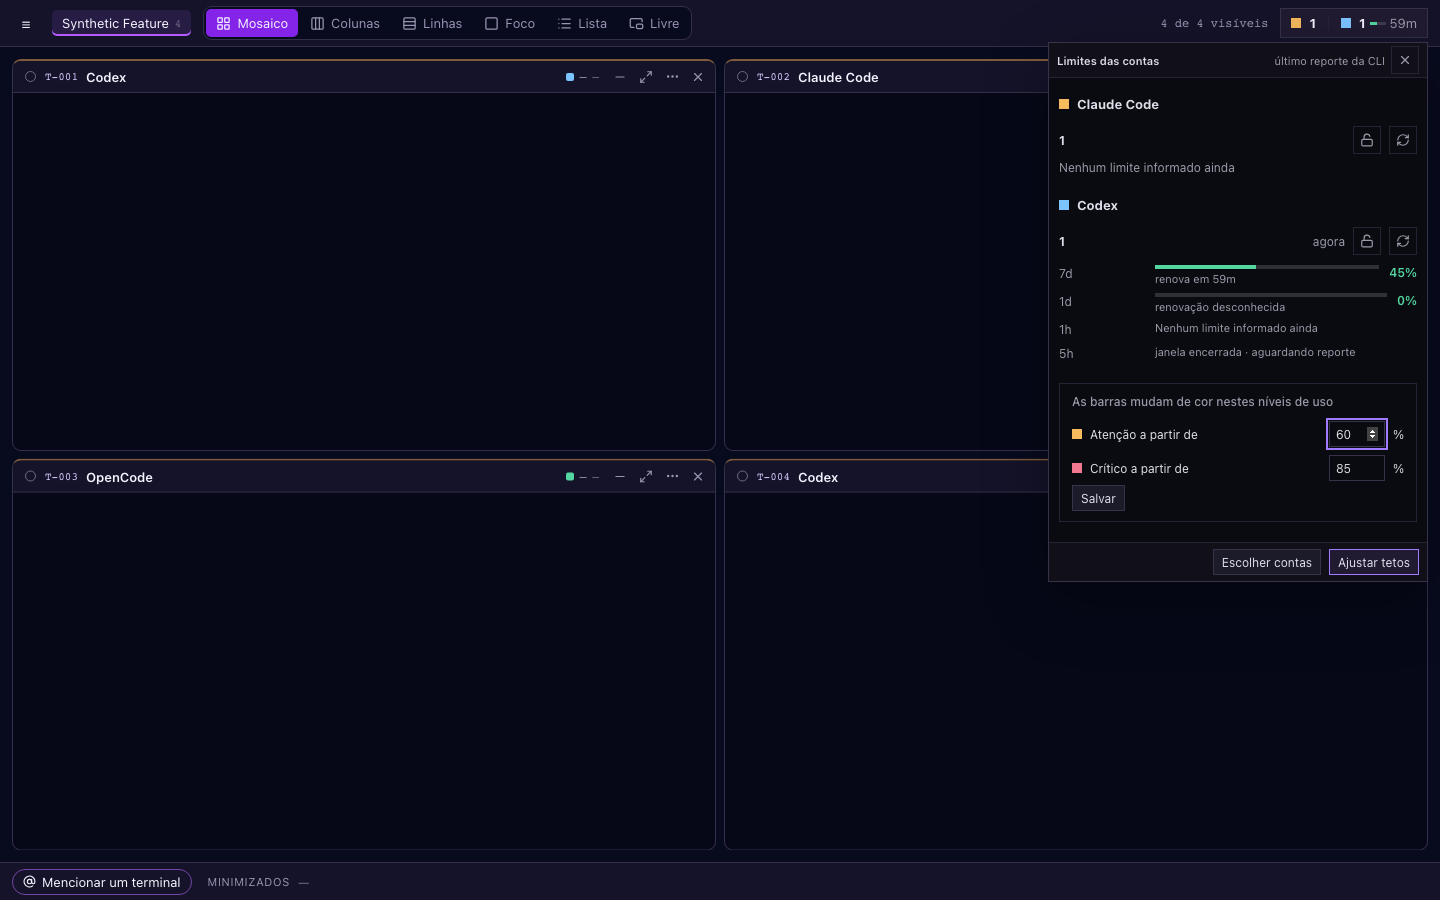 ≡ Synthetic Feature 4 Mosaico Colunas Linhas Foco Lista Livre 4 de 4 visíveis 1 1 59m
T-001 Codex — —
T-002 Claude Code
Limites das contas último reporte da CLI
Claude Code
1
Nenhum limite informado ainda
Codex
1 agora
7d 45%
renova em 59m
1d 0%
renovação desconhecida
1h Nenhum limite informado ainda
5h janela encerrada · aguardando reporte
As barras mudam de cor nestes níveis de uso
Atenção a partir de 60 %
Crítico a partir de 85 %
Salvar
Escolher contas Ajustar tetos
T-003 OpenCode — —
T-004 Codex
@ Mencionar um terminal MINIMIZADOS —